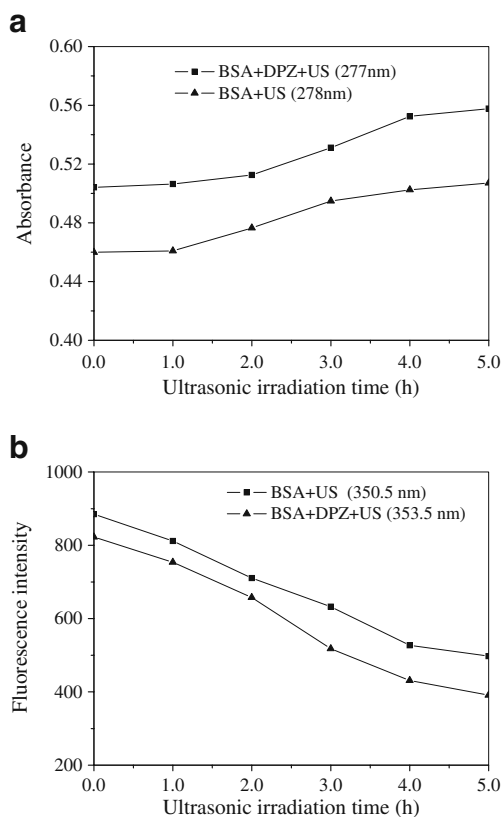 a
0.60
0.56
0.52
0.48
0.44
0.40
Absorbance
BSA+DPZ+US (277nm)
BSA+US (278nm)
0.0 1.0 2.0 3.0 4.0 5.0
Ultrasonic irradiation time (h)
b
1000
800
600
400
200
Fluorescence intensity
BSA+US (350.5 nm)
BSA+DPZ+US (353.5 nm)
0.0 1.0 2.0 3.0 4.0 5.0
Ultrasonic irradiation time (h)